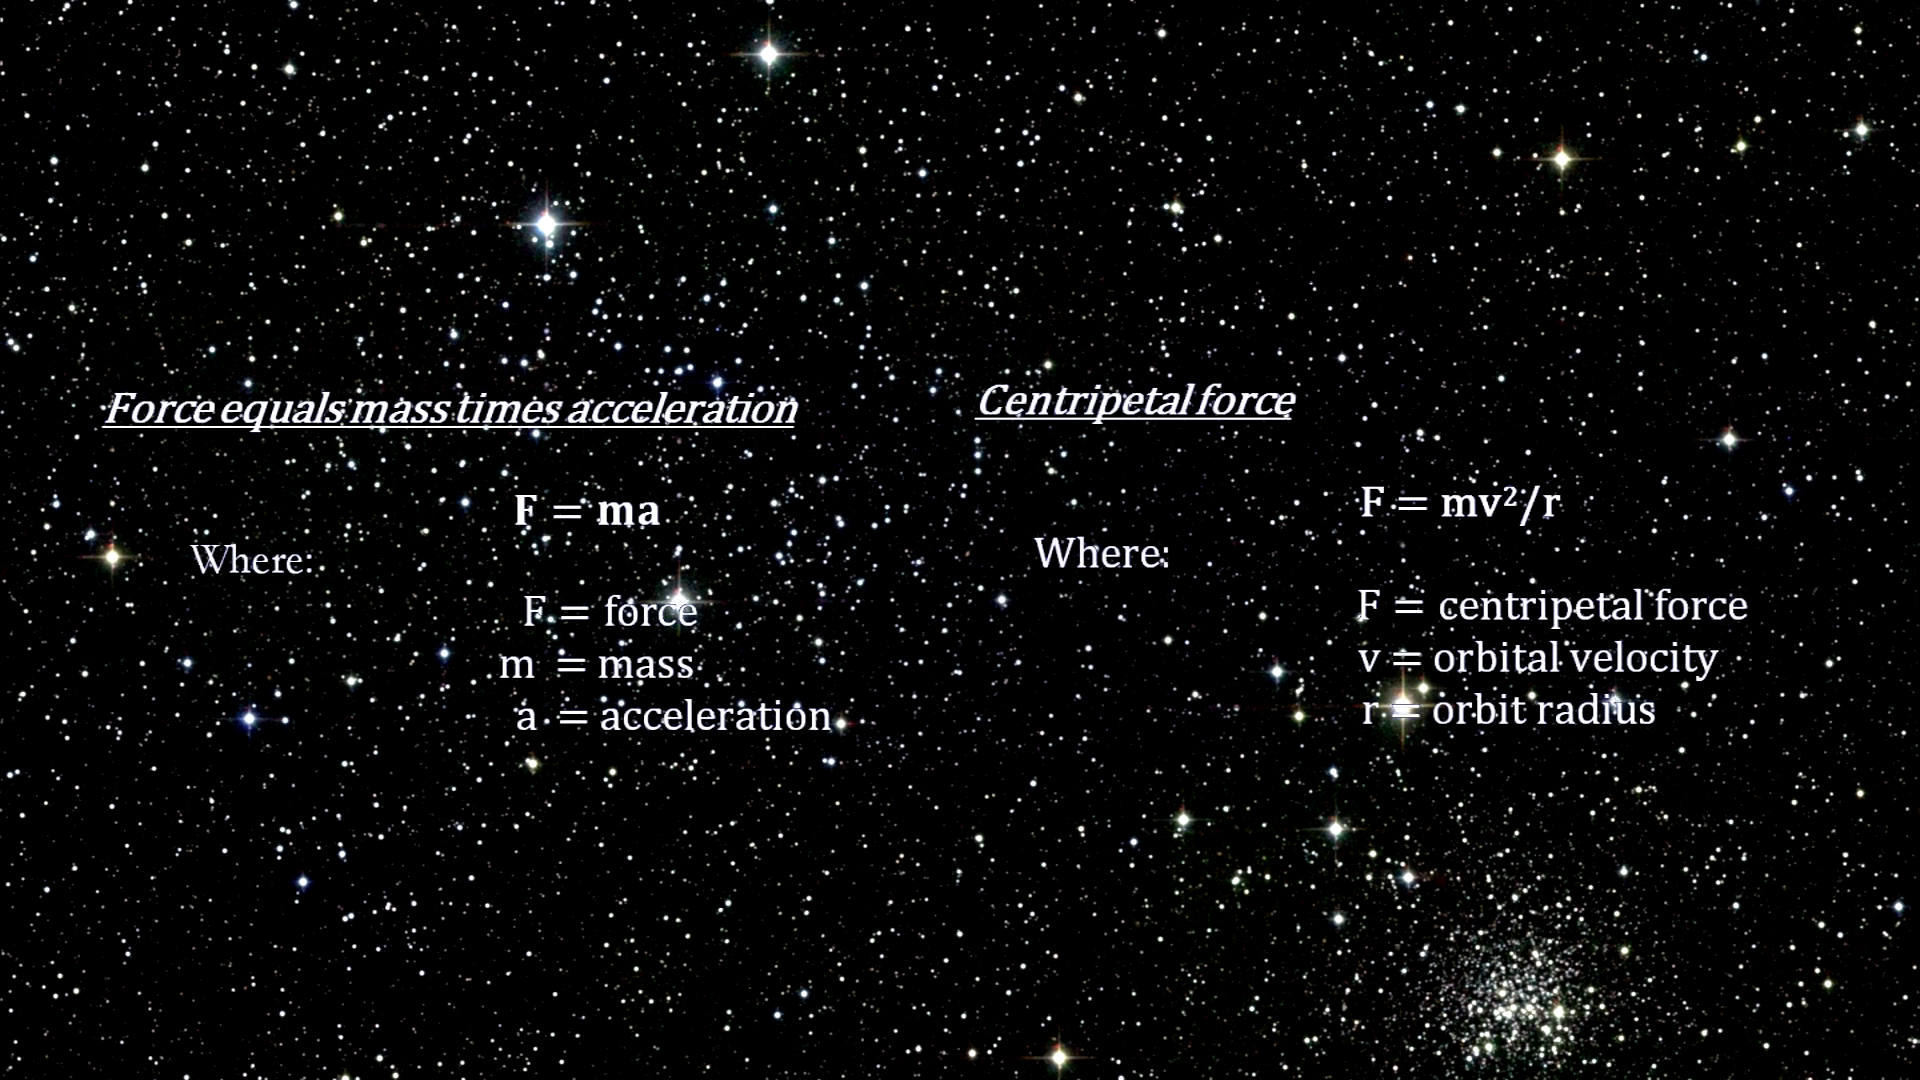 Force equals mass times acceleration
F = ma
Where:
F = force
m = mass
a = acceleration
Centripetal force
F = mv²/r
Where:
F = centripetal force
v = orbital velocity
r = orbit radius